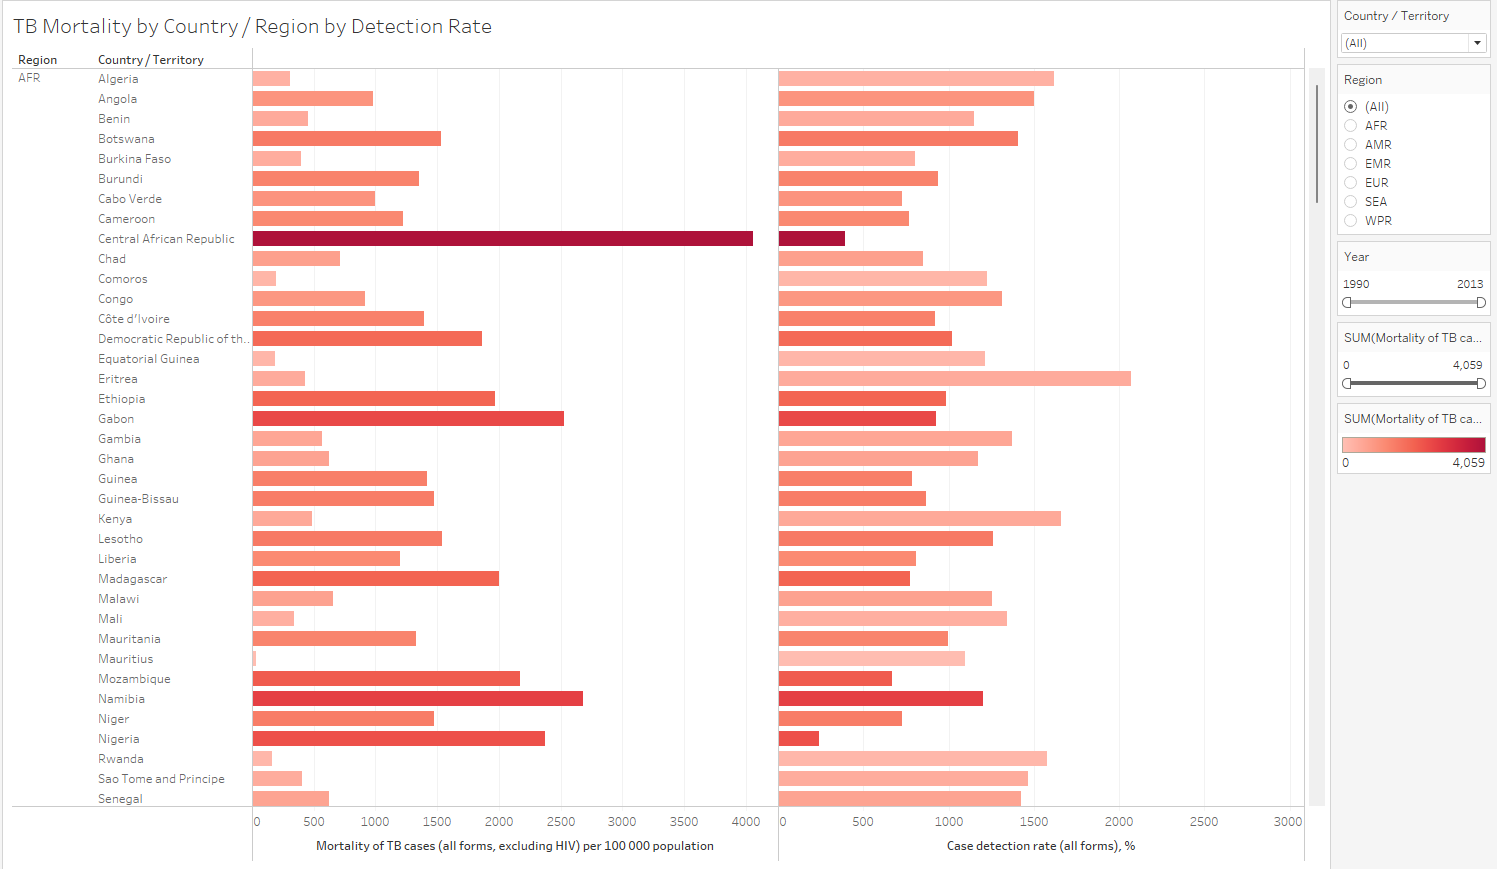 TB Mortality by Country / Region by Detection Rate
Region Country / Territory
AFR Algeria
Angola
Benin
Botswana
Burkina Faso
Burundi
Cabo Verde
Cameroon
Central African Republic
Chad
Comoros
Congo
Côte d'Ivoire
Democratic Republic of th..
Equatorial Guinea
Eritrea
Ethiopia
Gabon
Gambia
Ghana
Guinea
Guinea-Bissau
Kenya
Lesotho
Liberia
Madagascar
Malawi
Mali
Mauritania
Mauritius
Mozambique
Namibia
Niger
Nigeria
Rwanda
Sao Tome and Principe
Senegal
0 500 1000 1500 2000 2500 3000 3500 4000
Mortality of TB cases (all forms, excluding HIV) per 100 000 population
0 500 1000 1500 2000 2500 3000
Case detection rate (all forms), %
Country / Territory
(All)
Region
(All)
AFR
AMR
EMR
EUR
SEA
WPR
Year
1990 2013
SUM(Mortality of TB ca...
0 4,059
SUM(Mortality of TB ca...
0 4,059